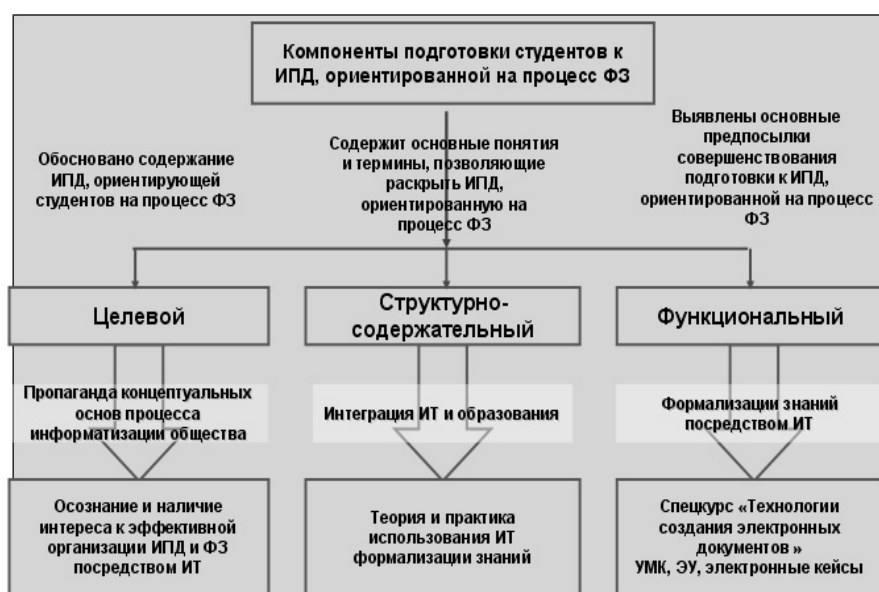 Компоненты подготовки студентов к
ИПД, ориентированной на процесс ФЗ
Обосновано содержание
ИПД, ориентирующей
студентов на процесс ФЗ
Содержит основные понятия
и термины, позволяющие
раскрыть ИПД,
ориентированную на
процесс ФЗ
Выявлены основные
предпосылки
совершенствования
подготовки к ИПД,
ориентированной на процесс
ФЗ
Целевой
Структурно-
содержательный
Функциональный
Пропаганда концептуальных
основ процесса
информатизации общества
Интеграция ИТ и образования
Формализации знаний
посредством ИТ
Осознание и наличие
интереса к эффективной
организации ИПД и ФЗ
посредством ИТ
Теория и практика
использования ИТ
формализации знаний
Спецкурс «Технологии
создания электронных
документов »
УМК, ЭУ, электронные кейсы